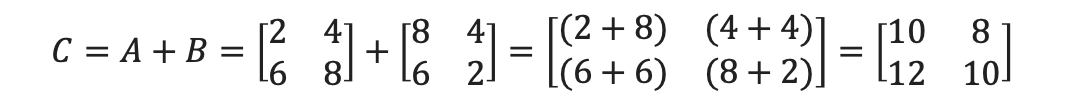 C = A + B = [2 4 6 8] + [8 4 6 2] = [(2 + 8) (4 + 4) (6 + 6) (8 + 2)] = [10 8 12 10]